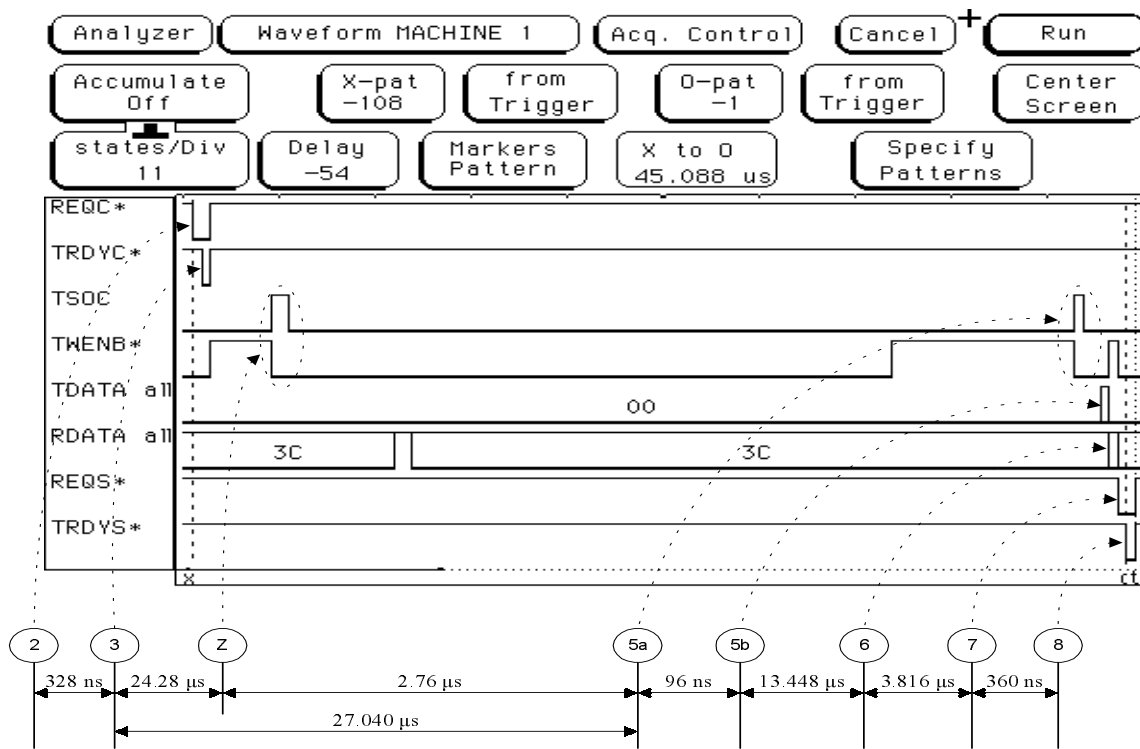 Analyzer Waveform MACHINE 1 Acq. Control Cancel Run
Accumulate Off X-pat -108 from Trigger O-pat -1 from Trigger Center Screen
states/Div 11 Delay -54 Markers Pattern X to O 45.088 us Specify Patterns
REQC*
TRDYC*
TSOC
TWENB*
TDATA all 00
RDATA all 3C 3C
REQS*
TRDYS*
X
2 3 Z 5a 5b 6 7 8
328 ns 24.28 µs 2.76 µs 96 ns 13.448 µs 3.816 µs 360 ns
27.040 µs